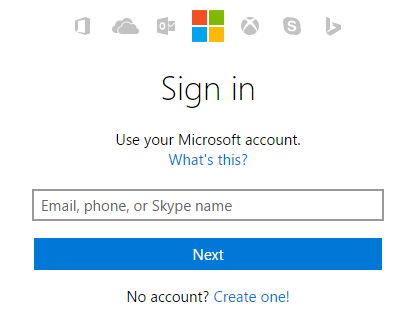 Sign in
Use your Microsoft account.
What's this?
Email, phone, or Skype name
Next
No account? Create one!